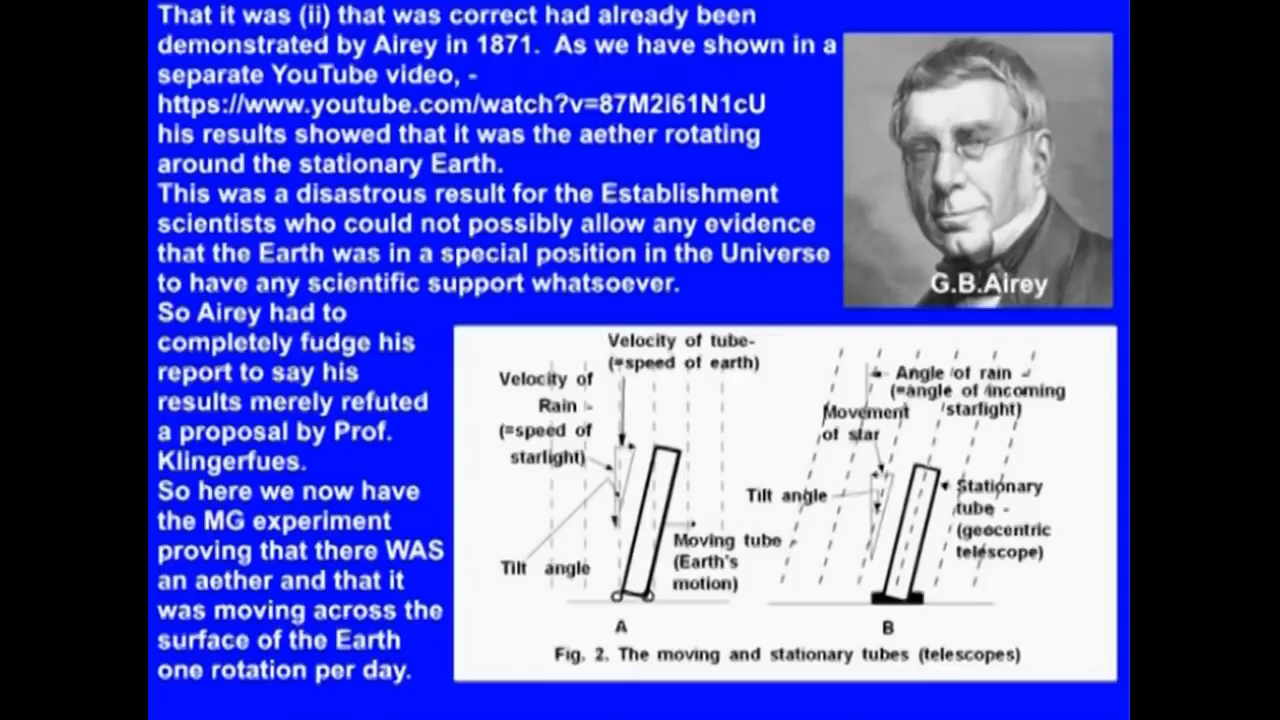 That it was (ii) that was correct had already been
demonstrated by Airey in 1871. As we have shown in a
separate YouTube video, -
https://www.youtube.com/watch?v=87M2I61N1cU
his results showed that it was the aether rotating
around the stationary Earth.
This was a disastrous result for the Establishment
scientists who could not possibly allow any evidence
that the Earth was in a special position in the Universe
to have any scientific support whatsoever.
G.B.Airey
So Airey had to
completely fudge his
report to say his
results merely refuted
a proposal by Prof.
Klingerfues.
So here we now have
the MG experiment
proving that there WAS
an aether and that it
was moving across the
surface of the Earth
one rotation per day.
Velocity of tube-
(=speed of earth)
Velocity of
Rain -
(=speed of
starlight)
Tilt angle
Moving tube -
(Earth's
motion)
A
Angle of rain -
(=angle of incoming
starlight)
Movement
of star
Tilt angle
Stationary
tube -
(geocentric
telescope)
B
Fig. 2. The moving and stationary tubes (telescopes)